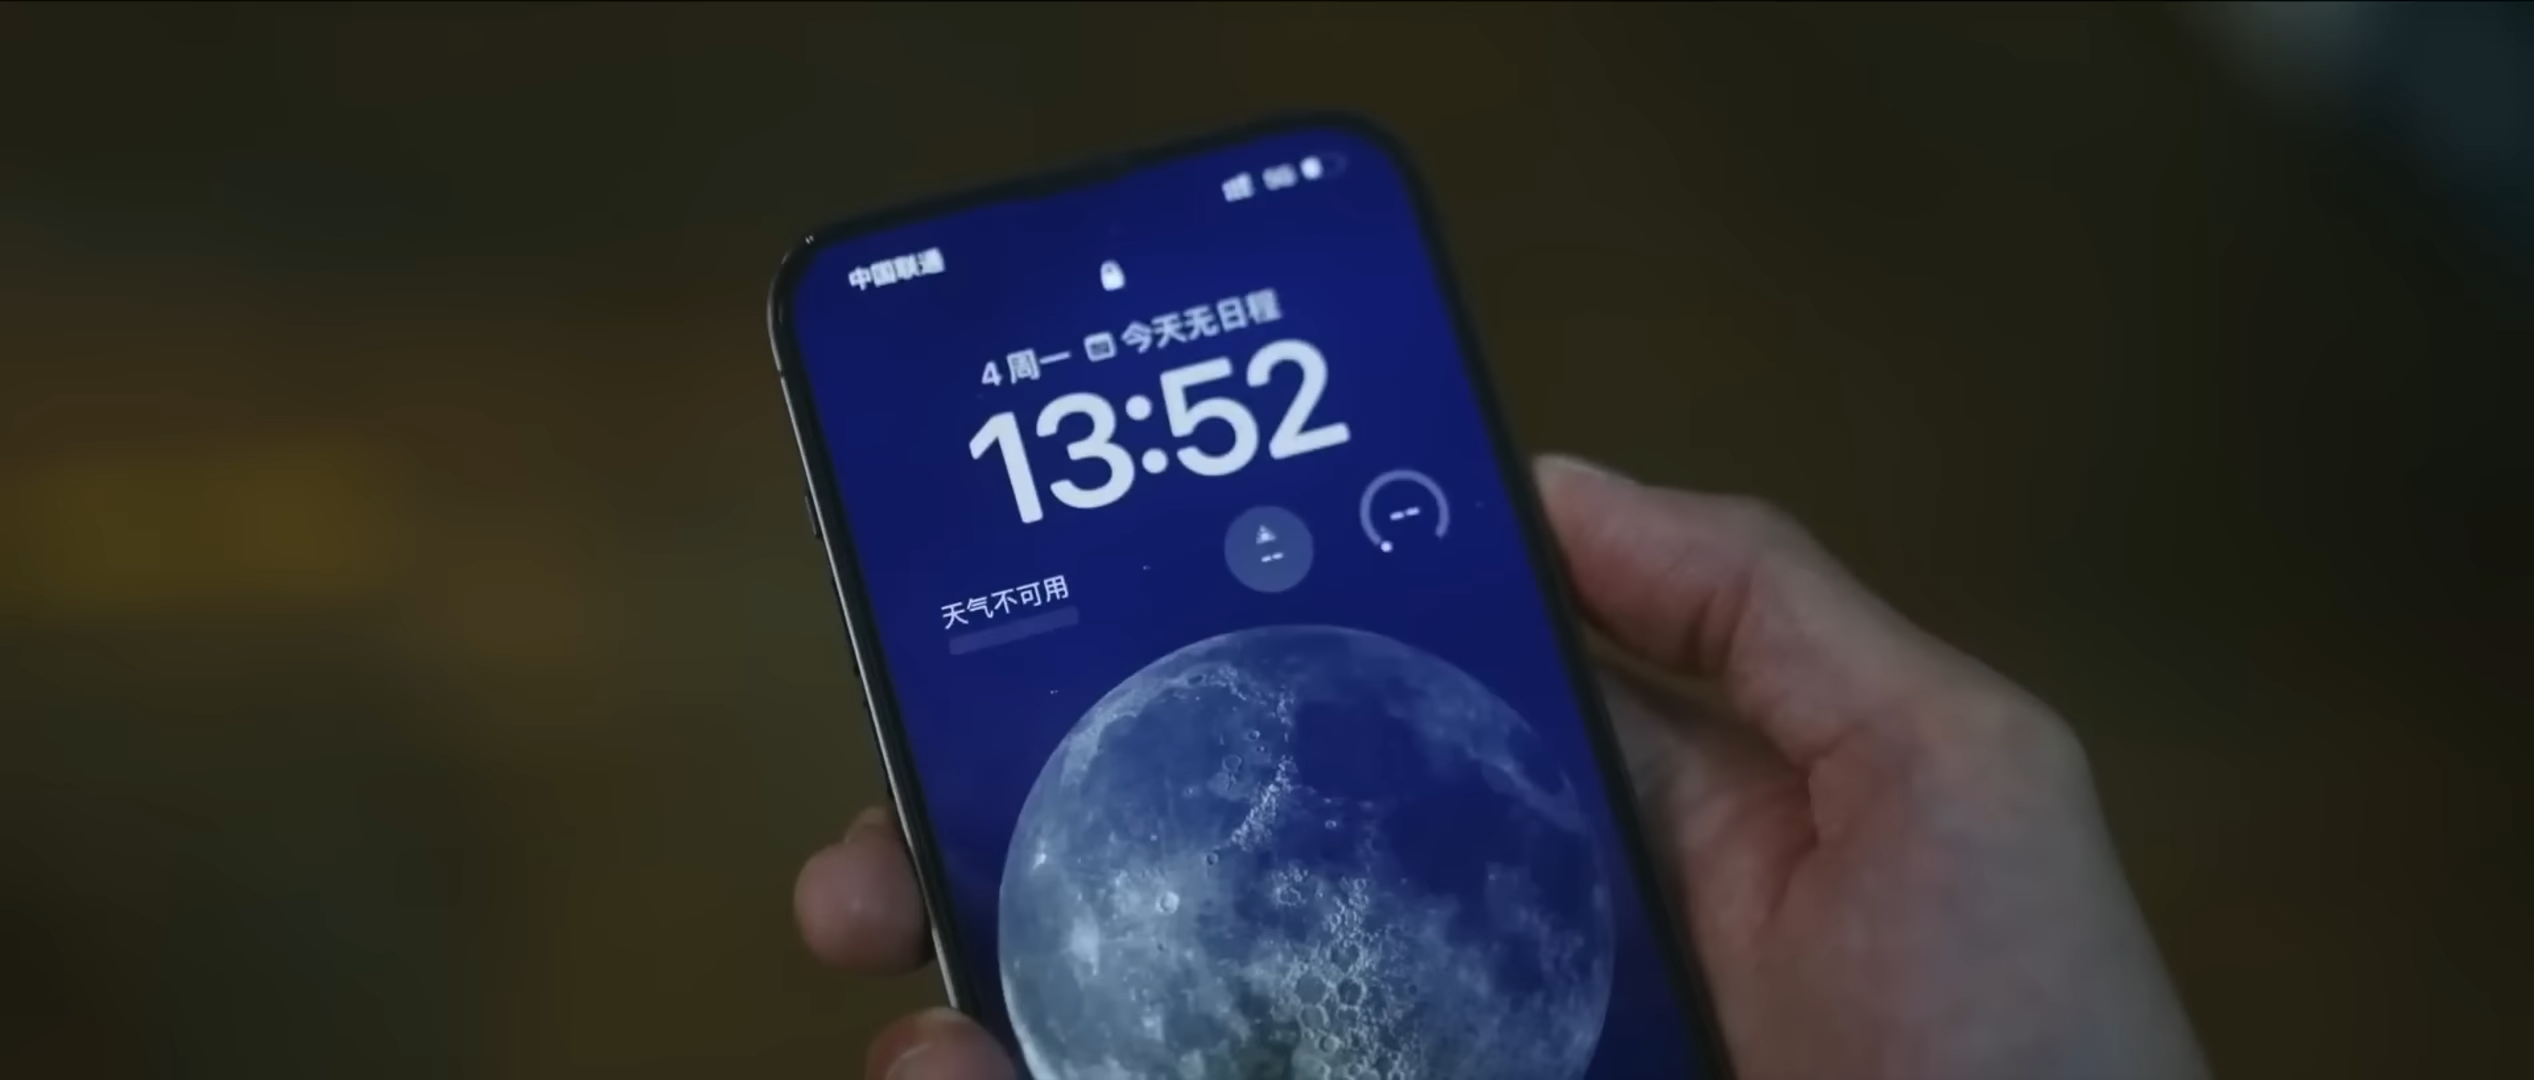 中国联通
4 周一 今天无日程
13:52
--
--
天气不可用